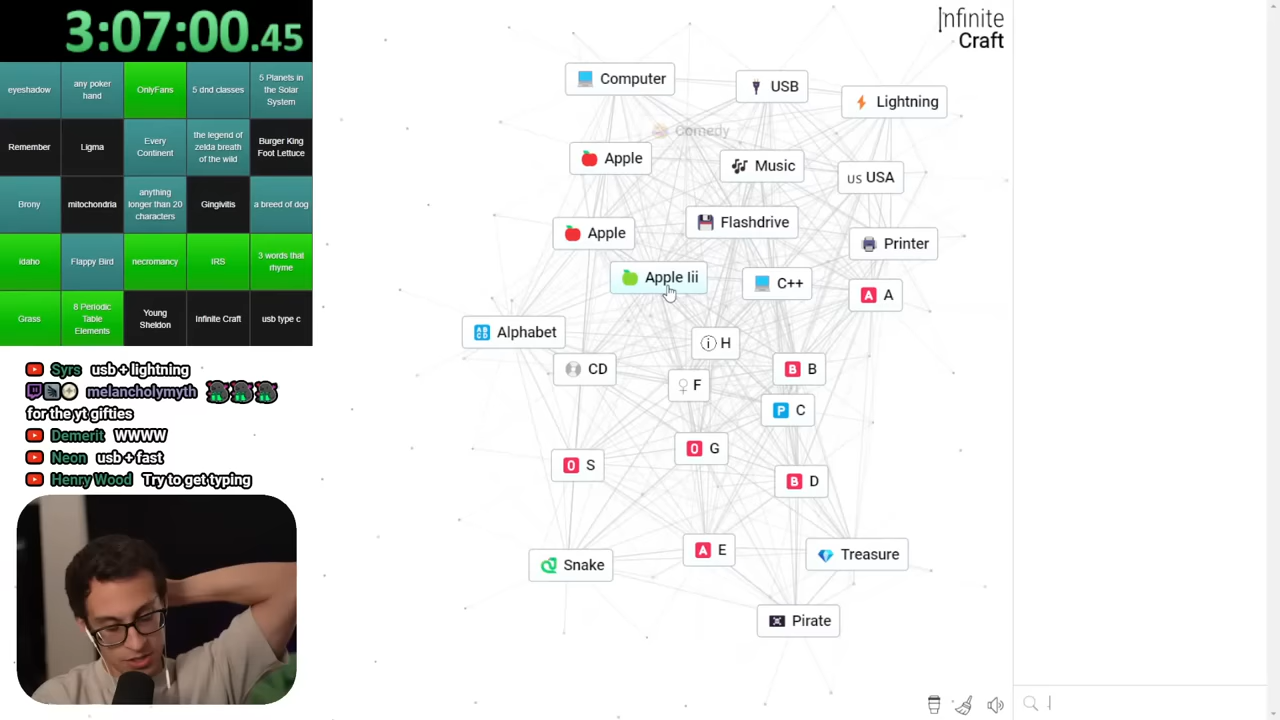 3:07:00.45
eyeshadow
any poker
hand
OnlyFans
5 dnd classes
5 Planets in
the Solar
System
Remember
Ligma
Every
Continent
the legend of
zelda breath
of the wild
Burger King
Foot Lettuce
Brony
mitochondria
anything
longer than 20
characters
Gingivitis
a breed of dog
idaho
Flappy Bird
necromancy
IRS
3 words that
rhyme
Grass
8 Periodic
Table
Elements
Young
Sheldon
Infinite Craft
usb type c
Syrs usb + lightning
melancholymyth
for the yt gifties
Demerit WWWW
Neon usb + fast
Henry Wood Try to get typing
Infinite
Craft
Computer
USB
Lightning
Comedy
Apple
Music
US USA
Flashdrive
Apple
Printer
Apple Iii
C++
A A
Alphabet
H
CD
B B
F
P C
O G
O S
B D
A E
Treasure
Snake
Pirate